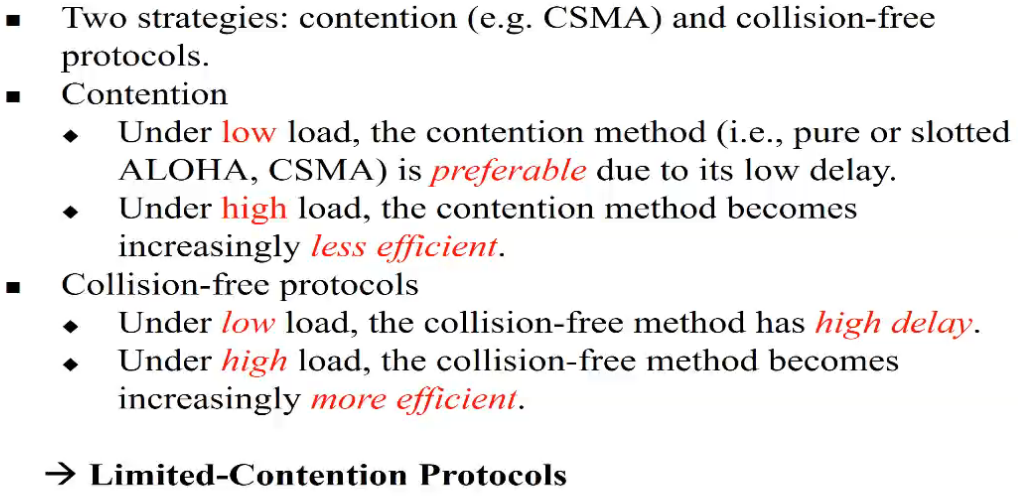 ▪ Two strategies: contention (e.g. CSMA) and collision-free
protocols.
▪ Contention
◆ Under low load, the contention method (i.e., pure or slotted
ALOHA, CSMA) is preferable due to its low delay.
◆ Under high load, the contention method becomes
increasingly less efficient.
▪ Collision-free protocols
◆ Under low load, the collision-free method has high delay.
◆ Under high load, the collision-free method becomes
increasingly more efficient.
→ Limited-Contention Protocols